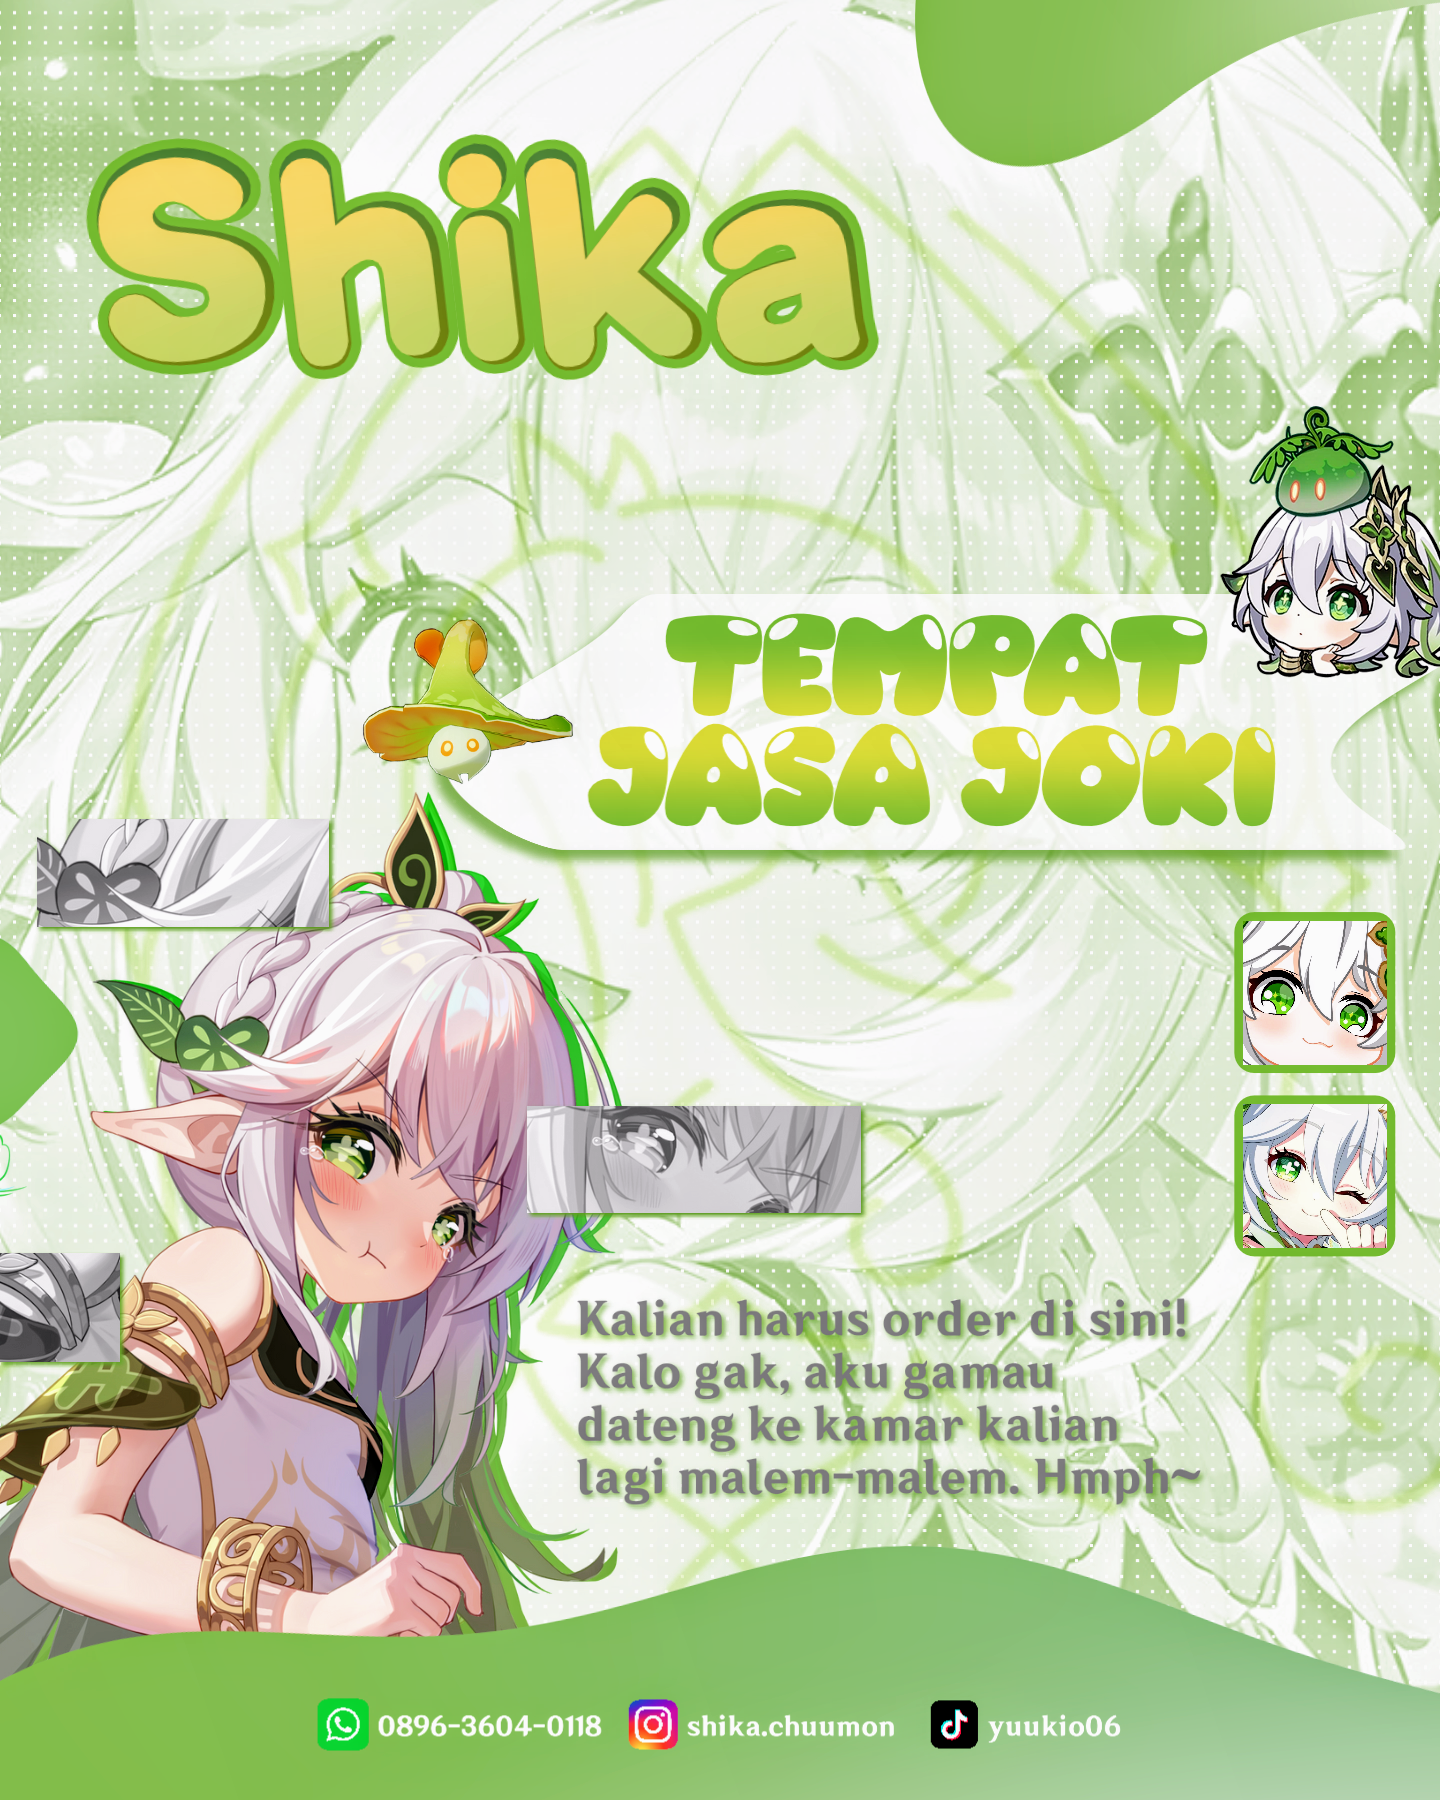 Shika
TEMPAT
JASA JOKI
Kalian harus order di sini!
Kalo gak, aku gamau
dateng ke kamar kalian
lagi malem-malem. Hmph~
0896-3604-0118 shika.chuumon yuukio06